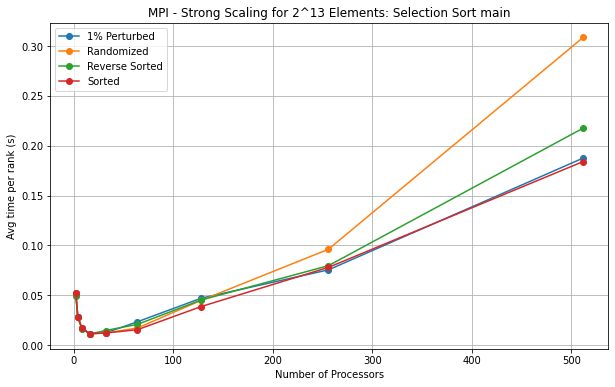 MPI - Strong Scaling for 2^13 Elements: Selection Sort main
1% Perturbed
Randomized
Reverse Sorted
Sorted
Avg time per rank (s)
0.30
0.25
0.20
0.15
0.10
0.05
0.00
0 100 200 300 400 500
Number of Processors